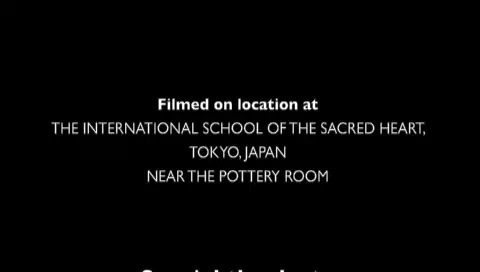 Filmed on location at
THE INTERNATIONAL SCHOOL OF THE SACRED HEART,
TOKYO, JAPAN
NEAR THE POTTERY ROOM